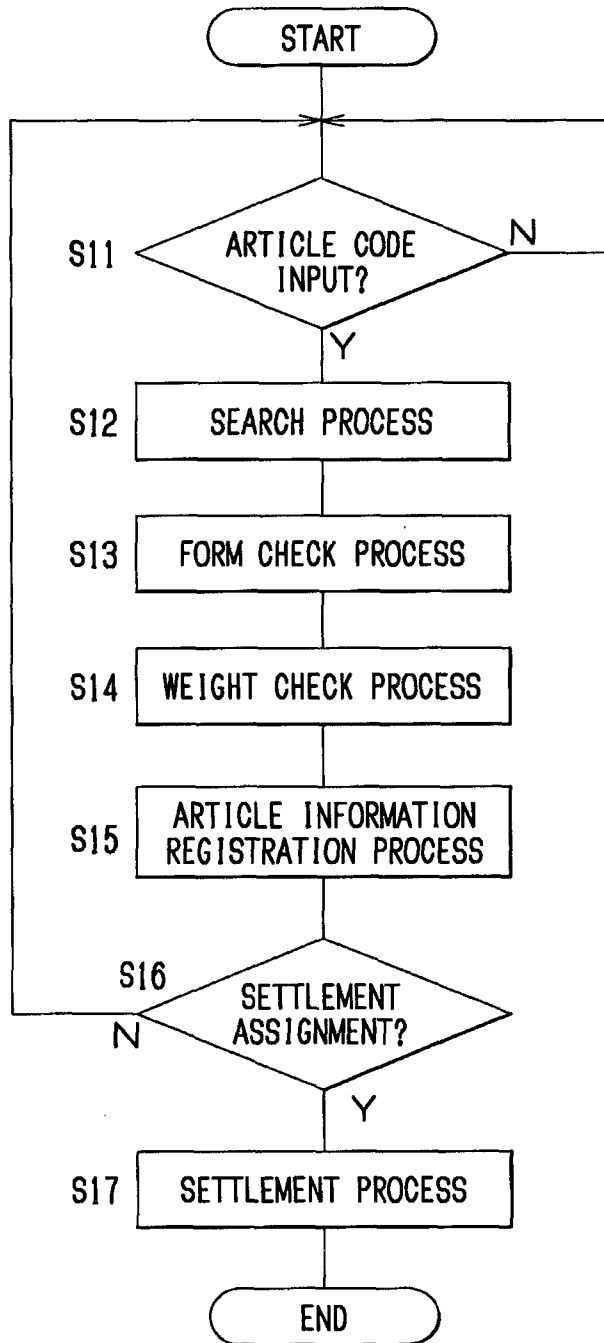 START
S11
ARTICLE CODE
INPUT?
N
Y
S12
SEARCH PROCESS
S13
FORM CHECK PROCESS
S14
WEIGHT CHECK PROCESS
S15
ARTICLE INFORMATION
REGISTRATION PROCESS
S16
SETTLEMENT
ASSIGNMENT?
N
Y
S17
SETTLEMENT PROCESS
END